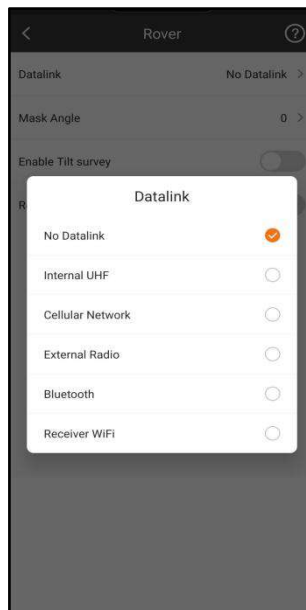 Rover
Datalink No Datalink
Mask Angle 0
Enable Tilt survey
R
Datalink
No Datalink
Internal UHF
Cellular Network
External Radio
Bluetooth
Receiver WiFi